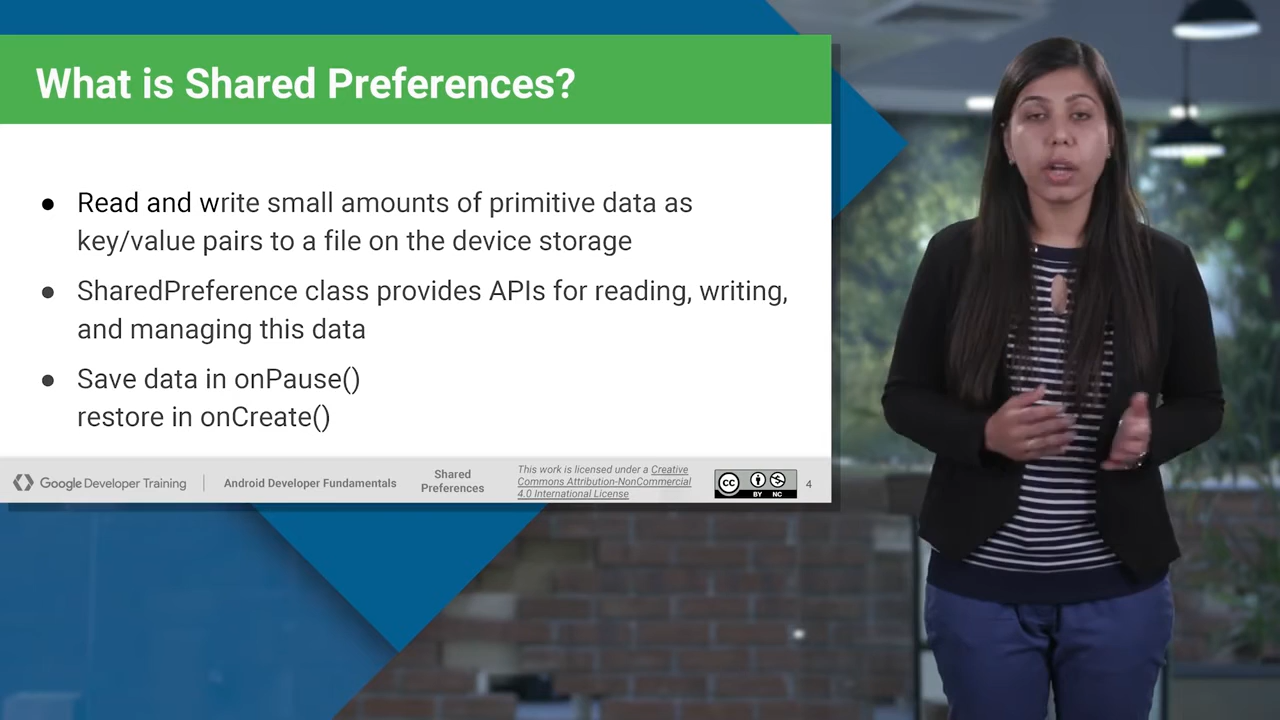 What is Shared Preferences?
● Read and write small amounts of primitive data as
key/value pairs to a file on the device storage
● SharedPreference class provides APIs for reading, writing,
and managing this data
● Save data in onPause()
restore in onCreate()
Google Developer Training
Android Developer Fundamentals
Shared
Preferences
This work is licensed under a Creative
Commons Attribution-NonCommercial
4.0 International License
cc BY NC
4